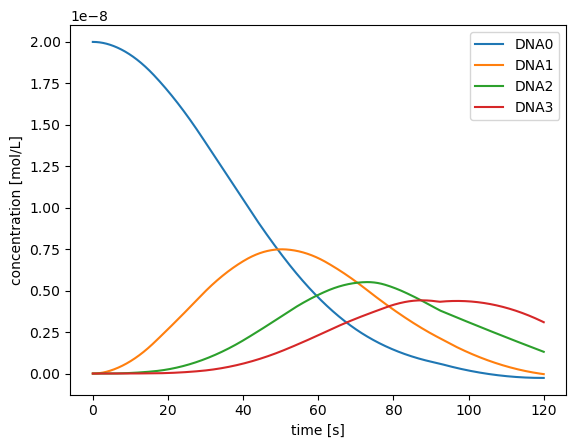 1e−8
2.00
1.75
1.50
1.25
1.00
0.75
0.50
0.25
0.00
concentration [mol/L]
DNA0
DNA1
DNA2
DNA3
0 20 40 60 80 100 120
time [s]